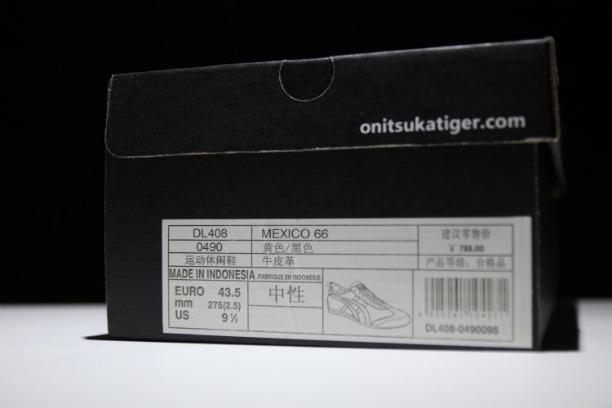 onitsukatiger.com
DL408 MEXICO 66 建议零售价
0490 黄色/黑色 ￥ 788.00
运动休闲鞋 牛皮革 产品等级：合格品
MADE IN INDONESIA /FABRIQUE EN INDONESIE
EURO 43.5 中性
mm 275(2.5)
US 9 ½
DL408-0490095